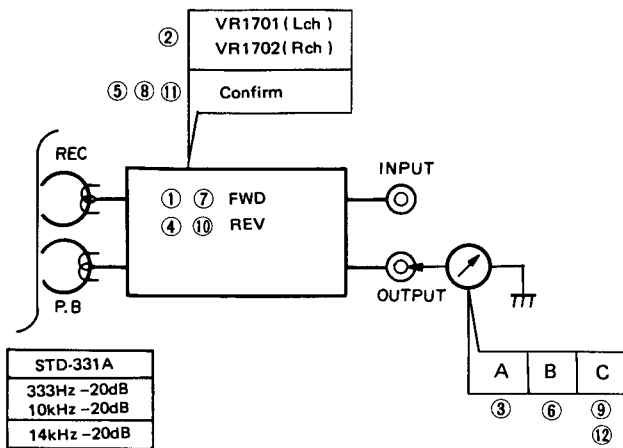 ② VR1701(Lch)
VR1702(Rch)
⑤ ⑧ ⑪ Confirm
REC
① ⑦ FWD
④ ⑩ REV
INPUT
P.B
OUTPUT
STD-331A
333Hz -20dB
10kHz -20dB
14kHz -20dB
A B C
③ ⑥ ⑨
⑫